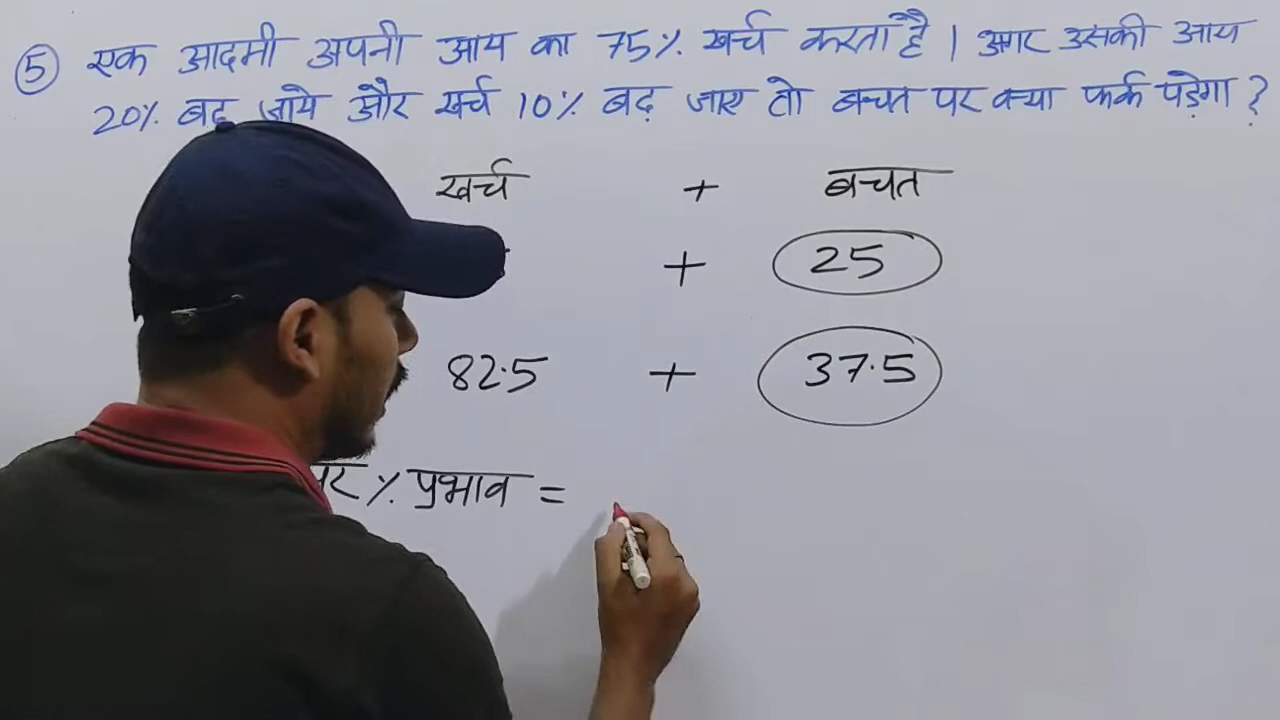 ⑤ एक आदमी अपनी आय का 75% खर्च करता है। अगर उसकी आय
20% बढ़ जाये और खर्च 10% बढ़ जाए तो बचत पर क्या फर्क पड़ेगा ?
खर्च + बचत
+ 25
82.5 + 37.5
पर % प्रभाव =